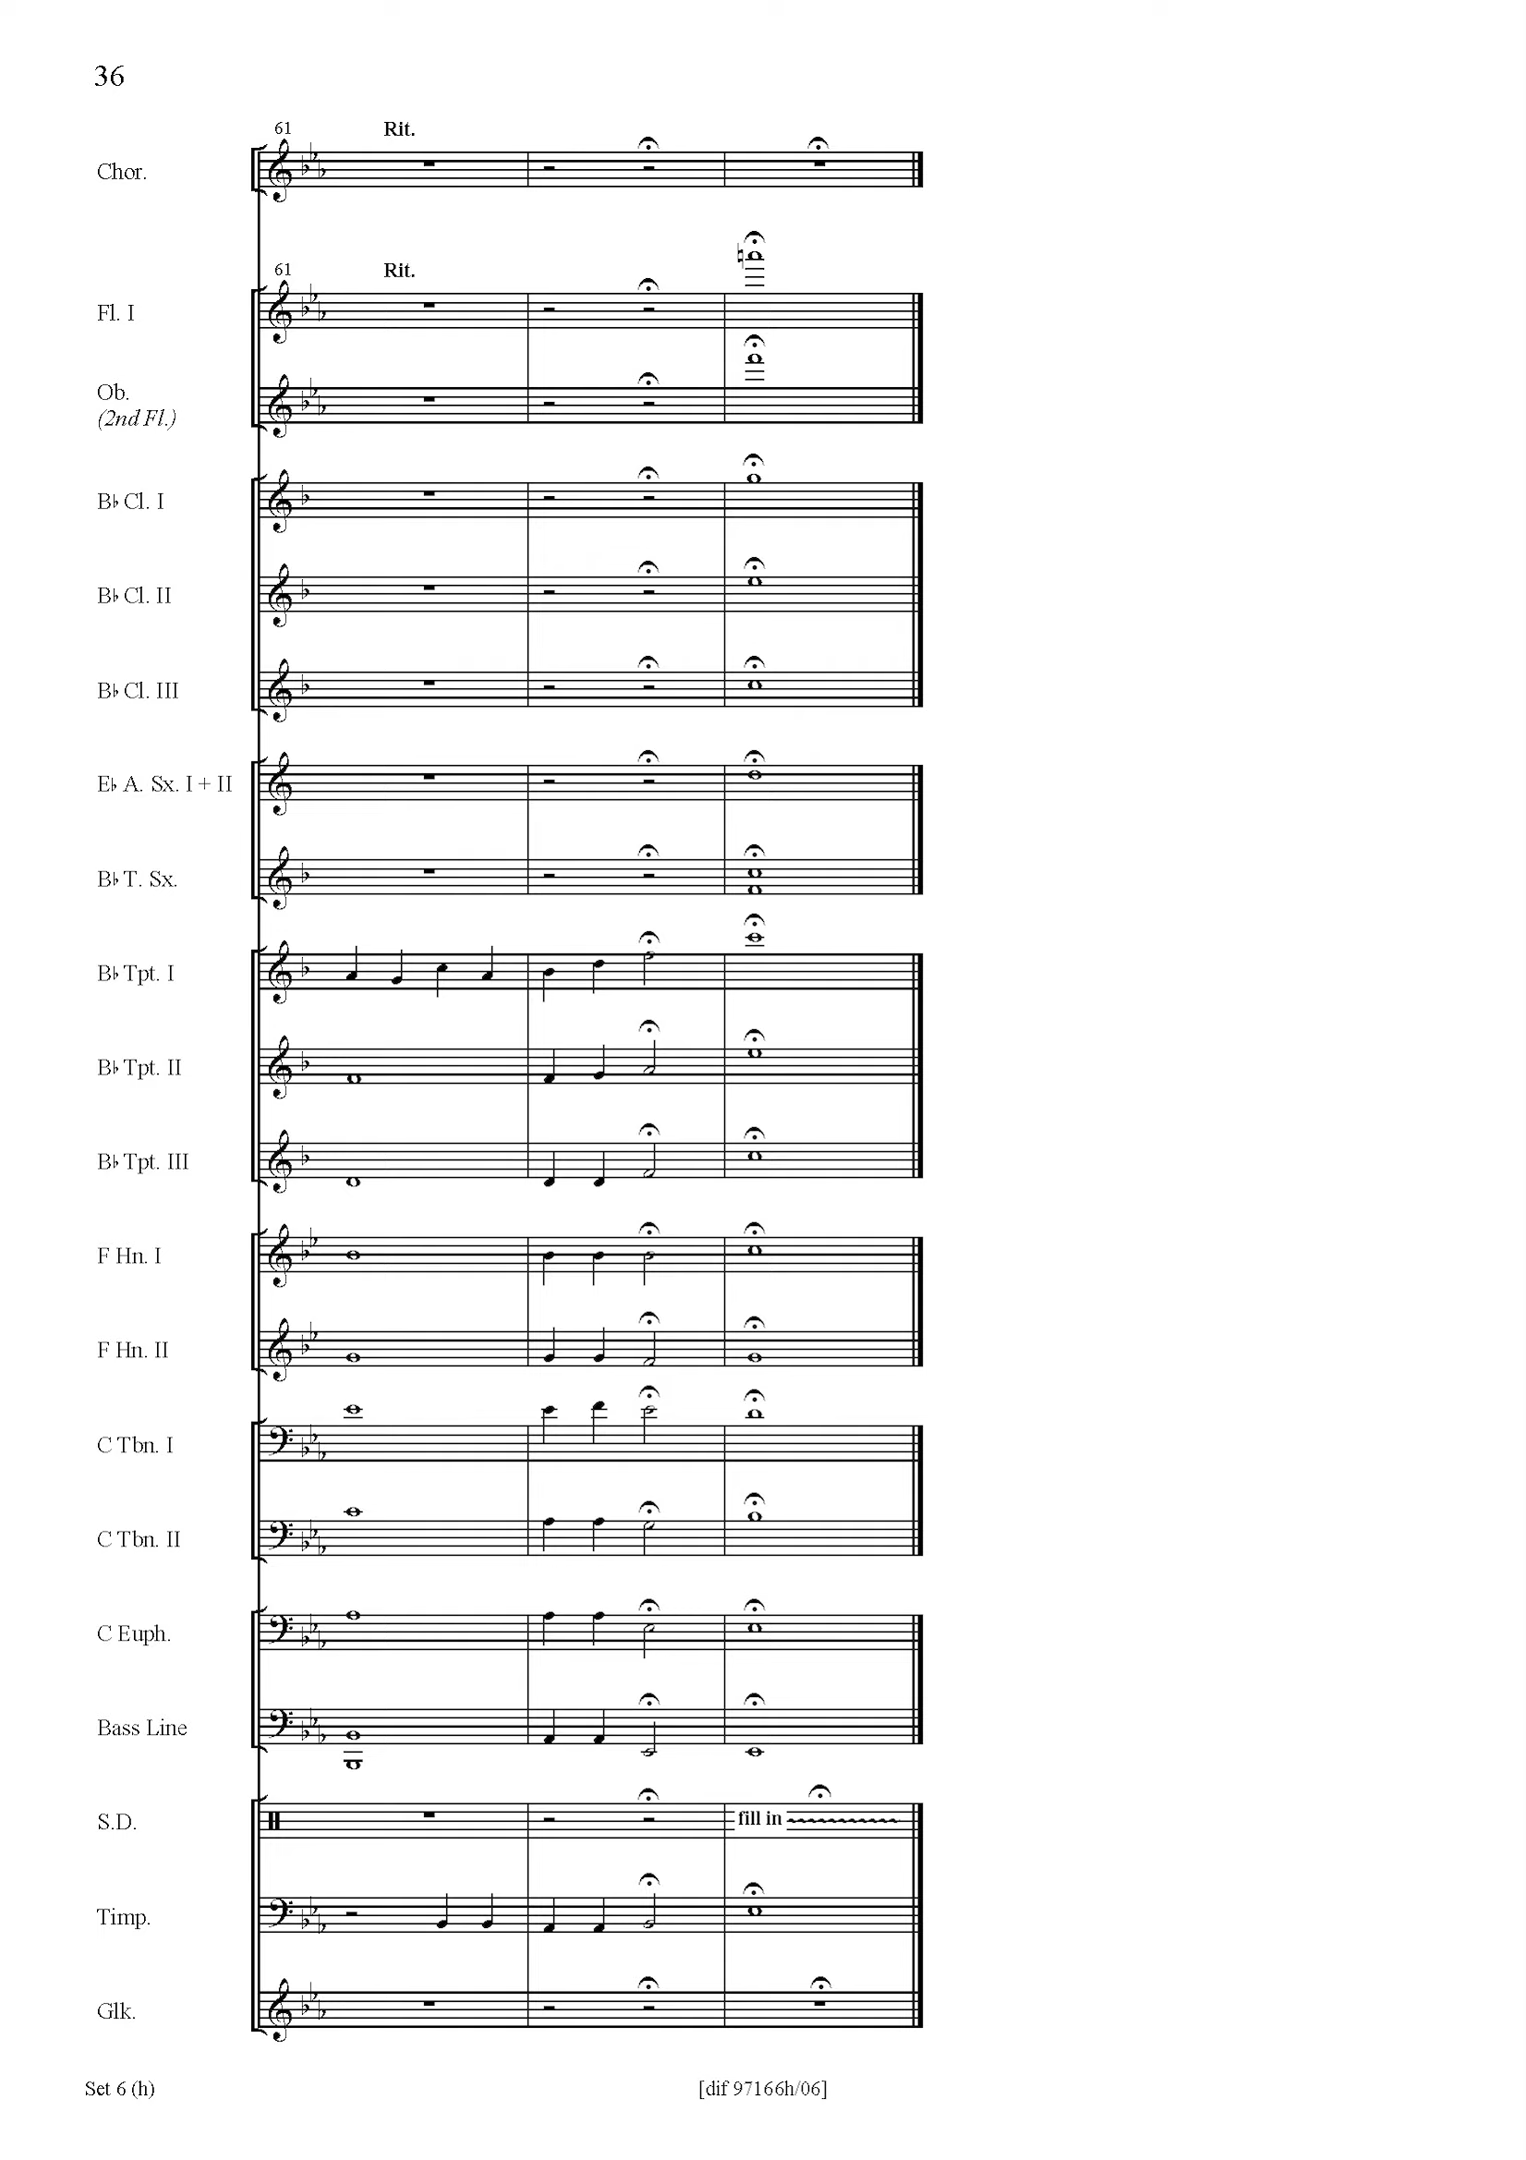 36
61
Rit.
Chor.
61
Rit.
Fl. I
Ob.
(2nd Fl.)
B♭ Cl. I
B♭ Cl. II
B♭ Cl. III
E♭ A. Sx. I + II
B♭ T. Sx.
B♭ Tpt. I
B♭ Tpt. II
B♭ Tpt. III
F Hn. I
F Hn. II
C Tbn. I
C Tbn. II
C Euph.
Bass Line
S.D.
fill in
Timp.
Glk.
Set 6 (h)
[dif 97166h/06]